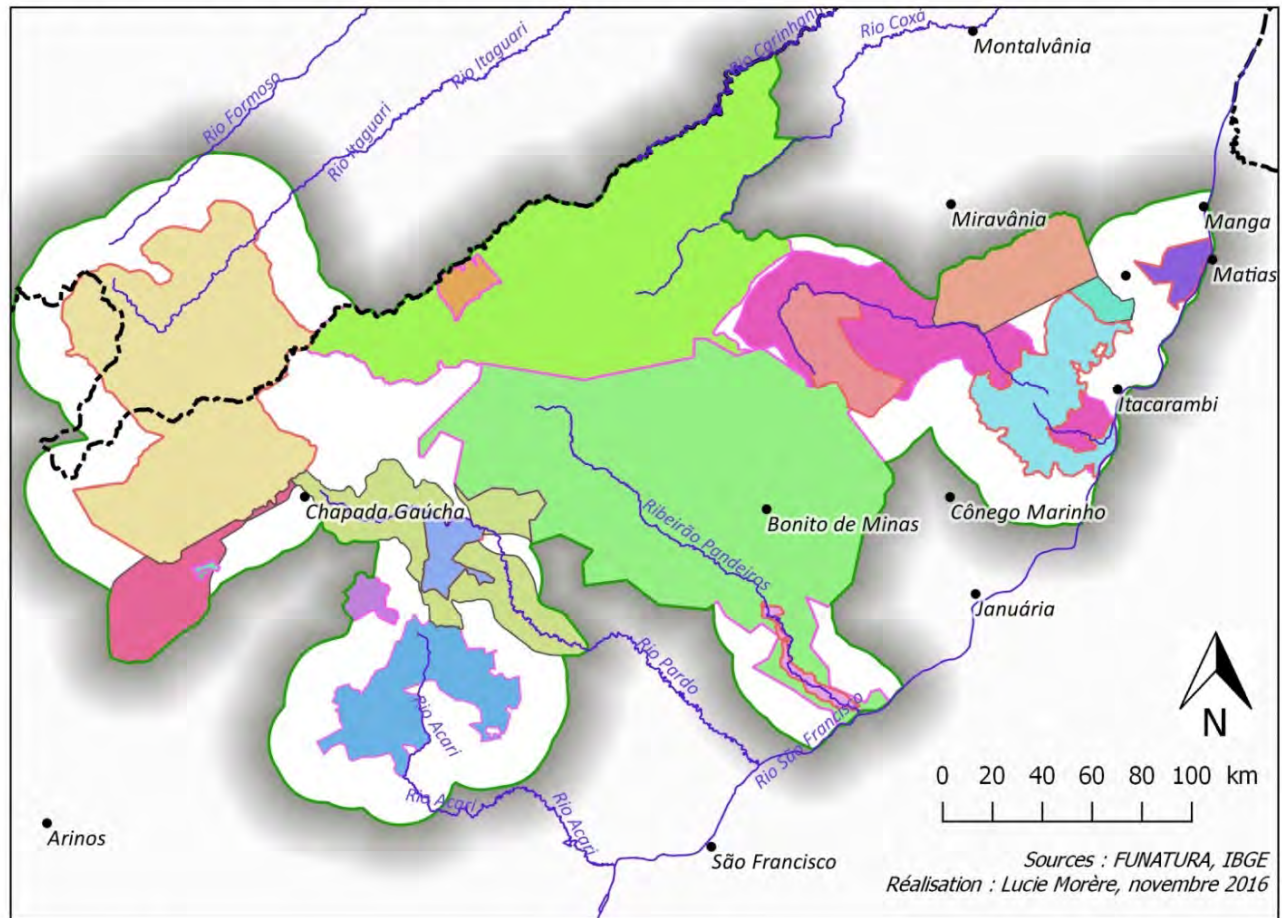 Rio Coxá
Montalvânia
Rio Carinhanh
Rio Itaguari
Rio Formoso
Rio Itaguari
Miravânia
Manga
Matias
Itacarambi
Chapada Gaúcha
Bonito de Minas
Cônego Marinho
Ribeirão Pandeiros
Januária
Rio Pardo
Rio Acari
Rio São Francisco
Rio Acari
Rio Acari
N
0 20 40 60 80 100 km
Arinos
São Francisco
Sources : FUNATURA, IBGE
Réalisation : Lucie Morère, novembre 2016